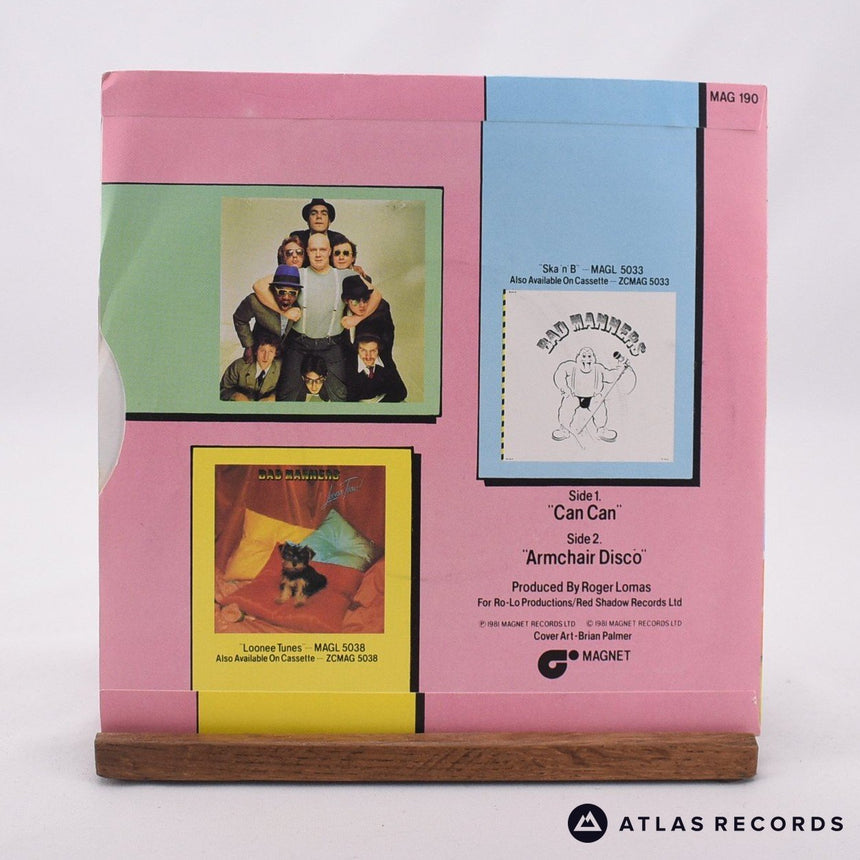 MAG 190
"Ska 'n' B" — MAGL 5033
Also Available On Cassette — ZCMAG 5033
BAD MANNERS
BAD MANNERS
Loonee Tunes!
"Loonee Tunes" — MAGL 5038
Also Available On Cassette — ZCMAG 5038
Side 1.
"Can Can"
Side 2.
"Armchair Disco"
Produced By Roger Lomas
For Ro-Lo Productions/Red Shadow Records Ltd
Ⓟ 1981 MAGNET RECORDS LTD © 1981 MAGNET RECORDS LTD
Cover Art-Brian Palmer
MAGNET
ATLAS RECORDS